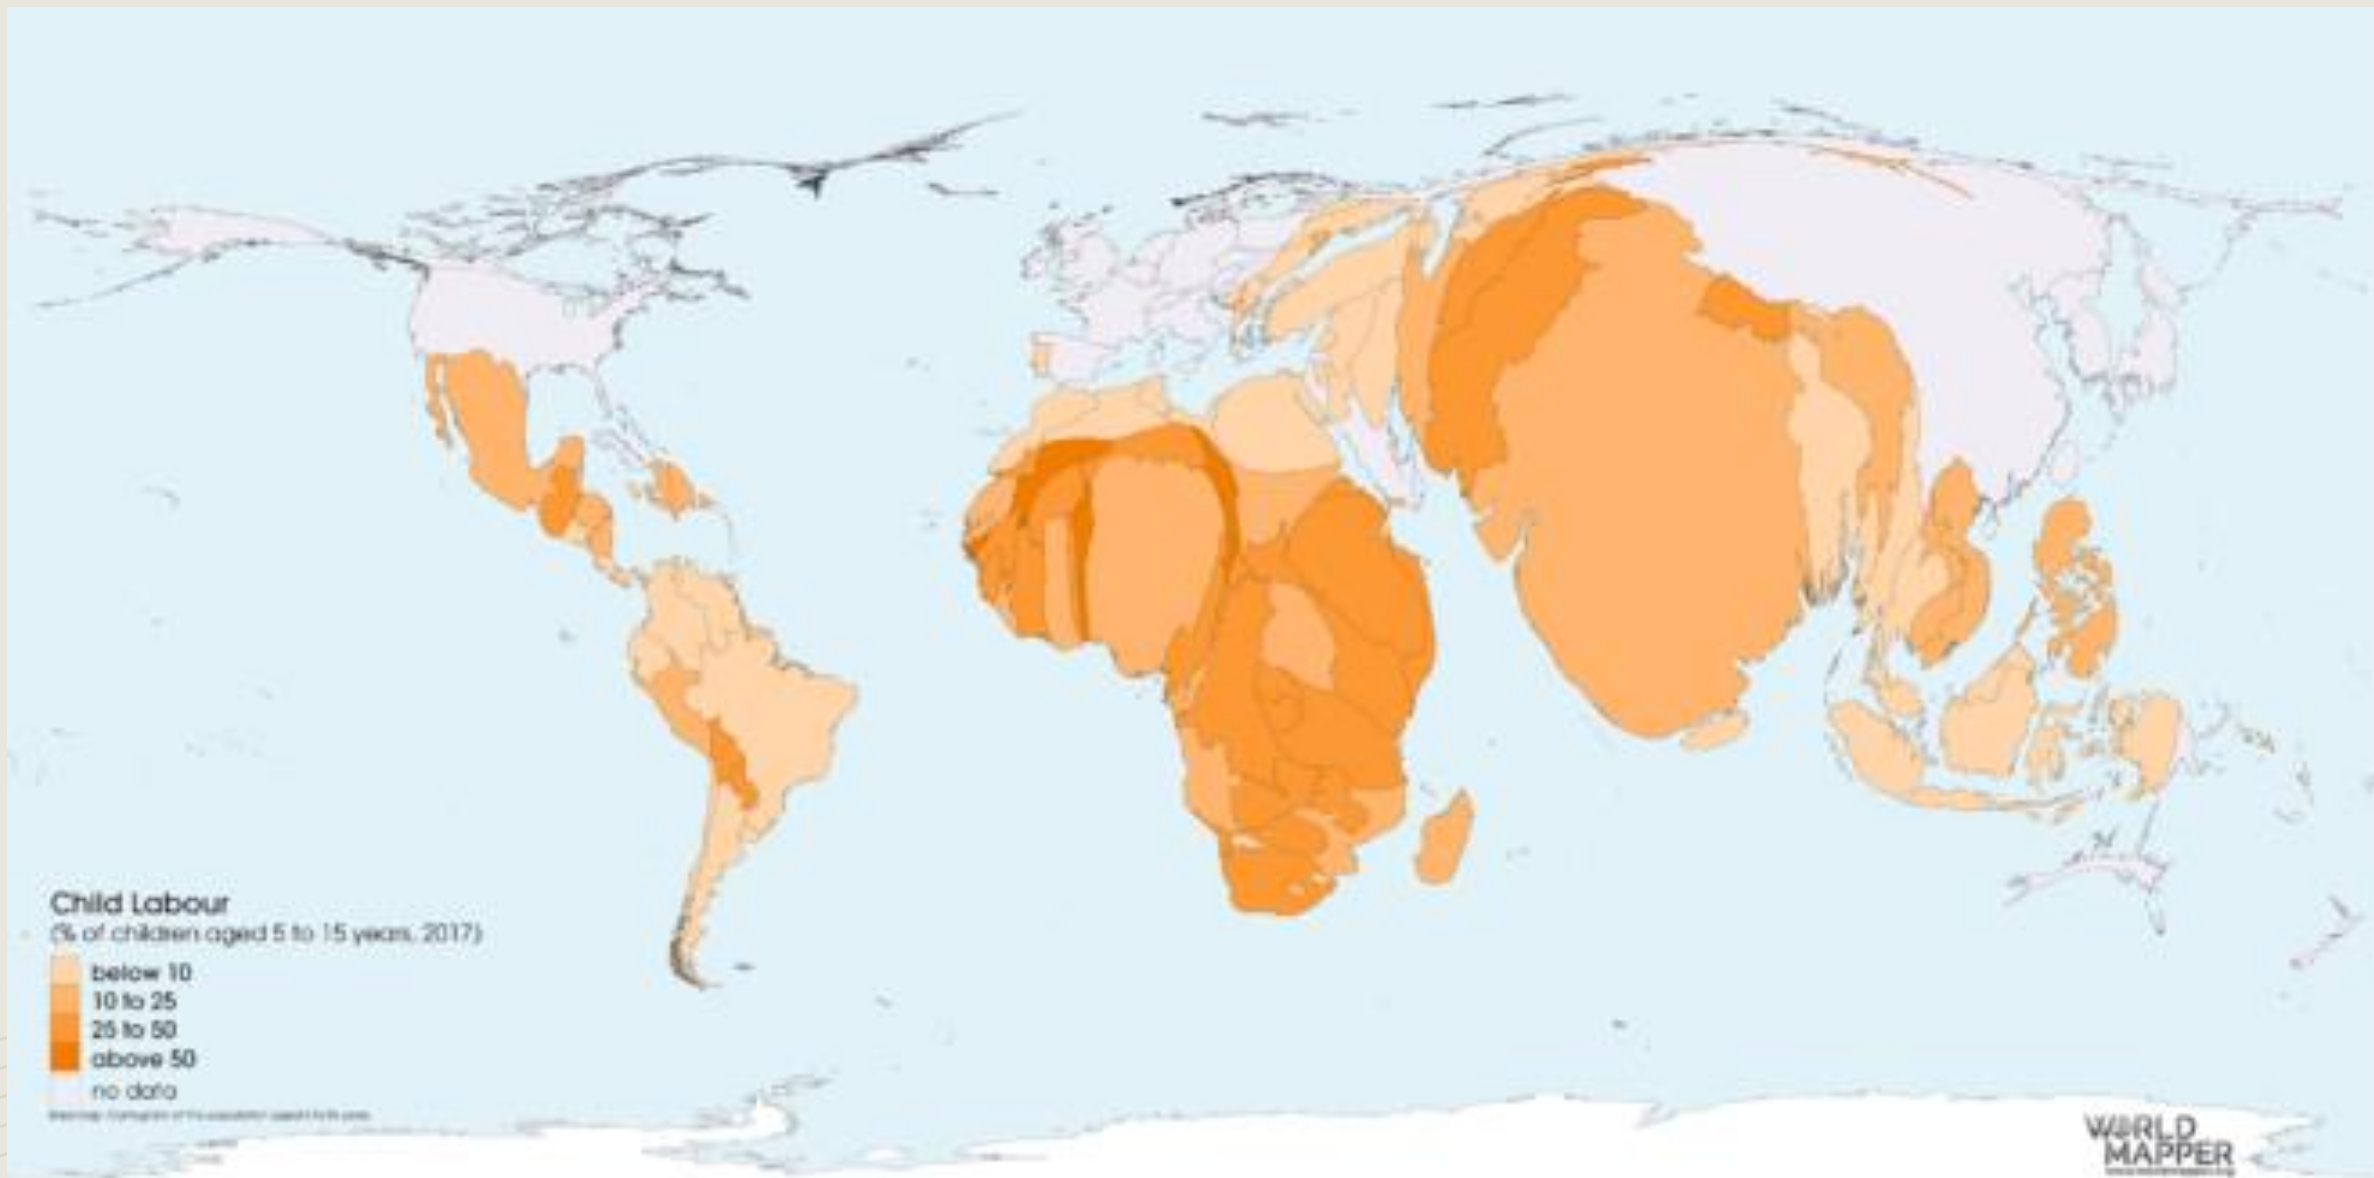 Child Labour
(% of children aged 5 to 15 years, 2017)
below 10
10 to 25
25 to 50
above 50
no data
WORLD
MAPPER